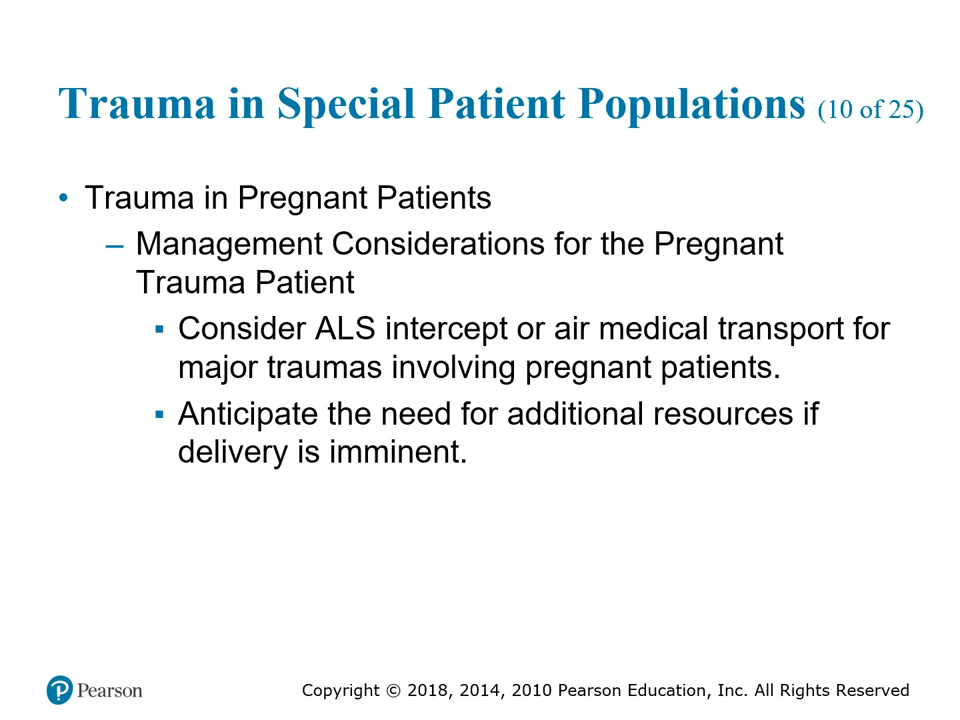 Trauma in Special Patient Populations (10 of 25)
• Trauma in Pregnant Patients
– Management Considerations for the Pregnant
Trauma Patient
▪ Consider ALS intercept or air medical transport for
major traumas involving pregnant patients.
▪ Anticipate the need for additional resources if
delivery is imminent.
Pearson
Copyright © 2018, 2014, 2010 Pearson Education, Inc. All Rights Reserved